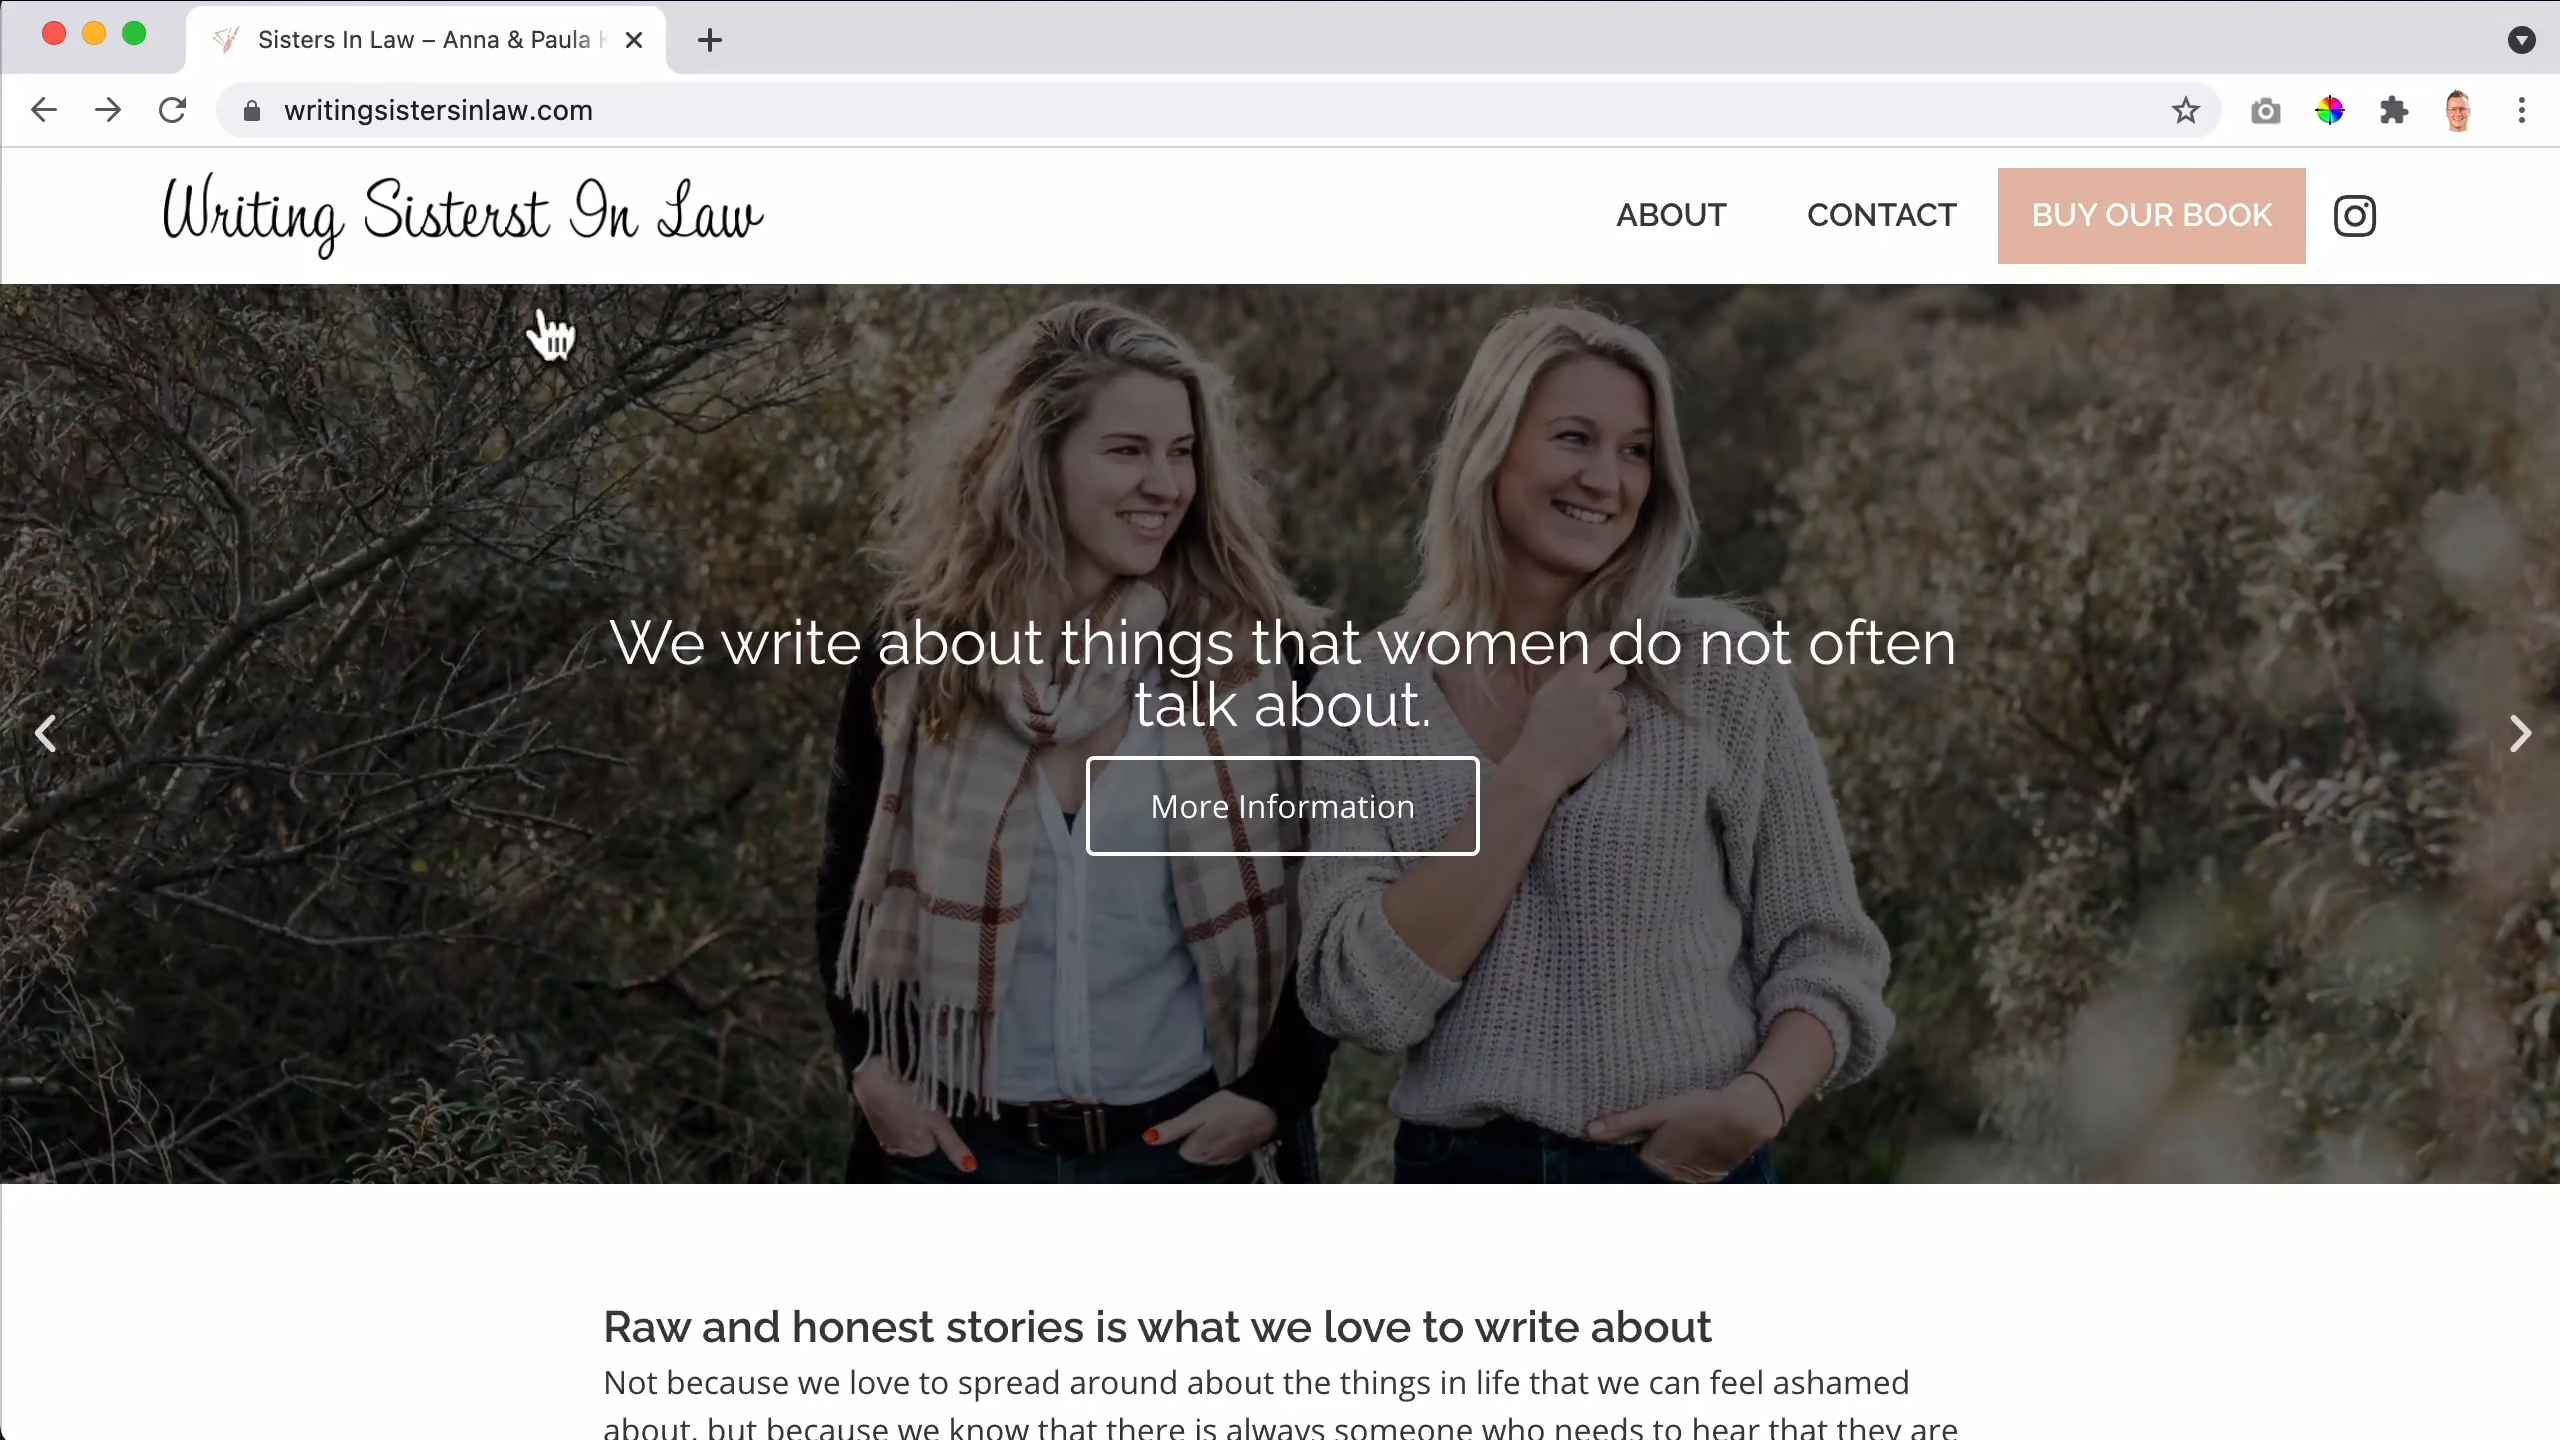 Sisters In Law – Anna & Paula
writingsistersinlaw.com
Writing Sisterst In Law
ABOUT
CONTACT
BUY OUR BOOK
We write about things that women do not often
talk about.
More Information
Raw and honest stories is what we love to write about
Not because we love to spread around about the things in life that we can feel ashamed
about, but because we know that there is always someone who needs to hear that they are